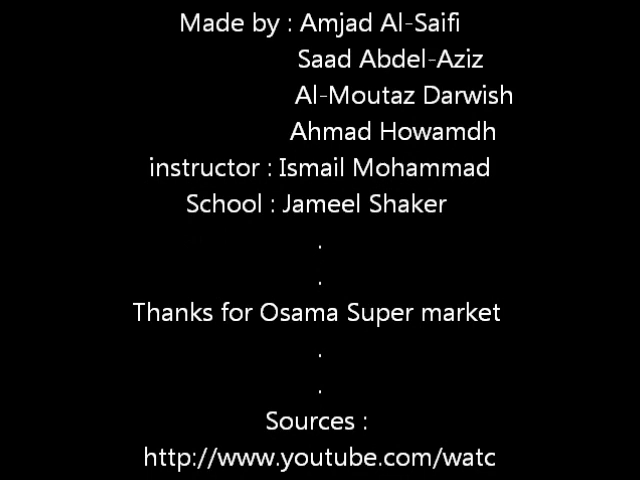 Made by : Amjad Al-Saifi
Saad Abdel-Aziz
Al-Moutaz Darwish
Ahmad Howamdh
instructor : Ismail Mohammad
School : Jameel Shaker
.
.
Thanks for Osama Super market
.
.
Sources :
http://www.youtube.com/watc